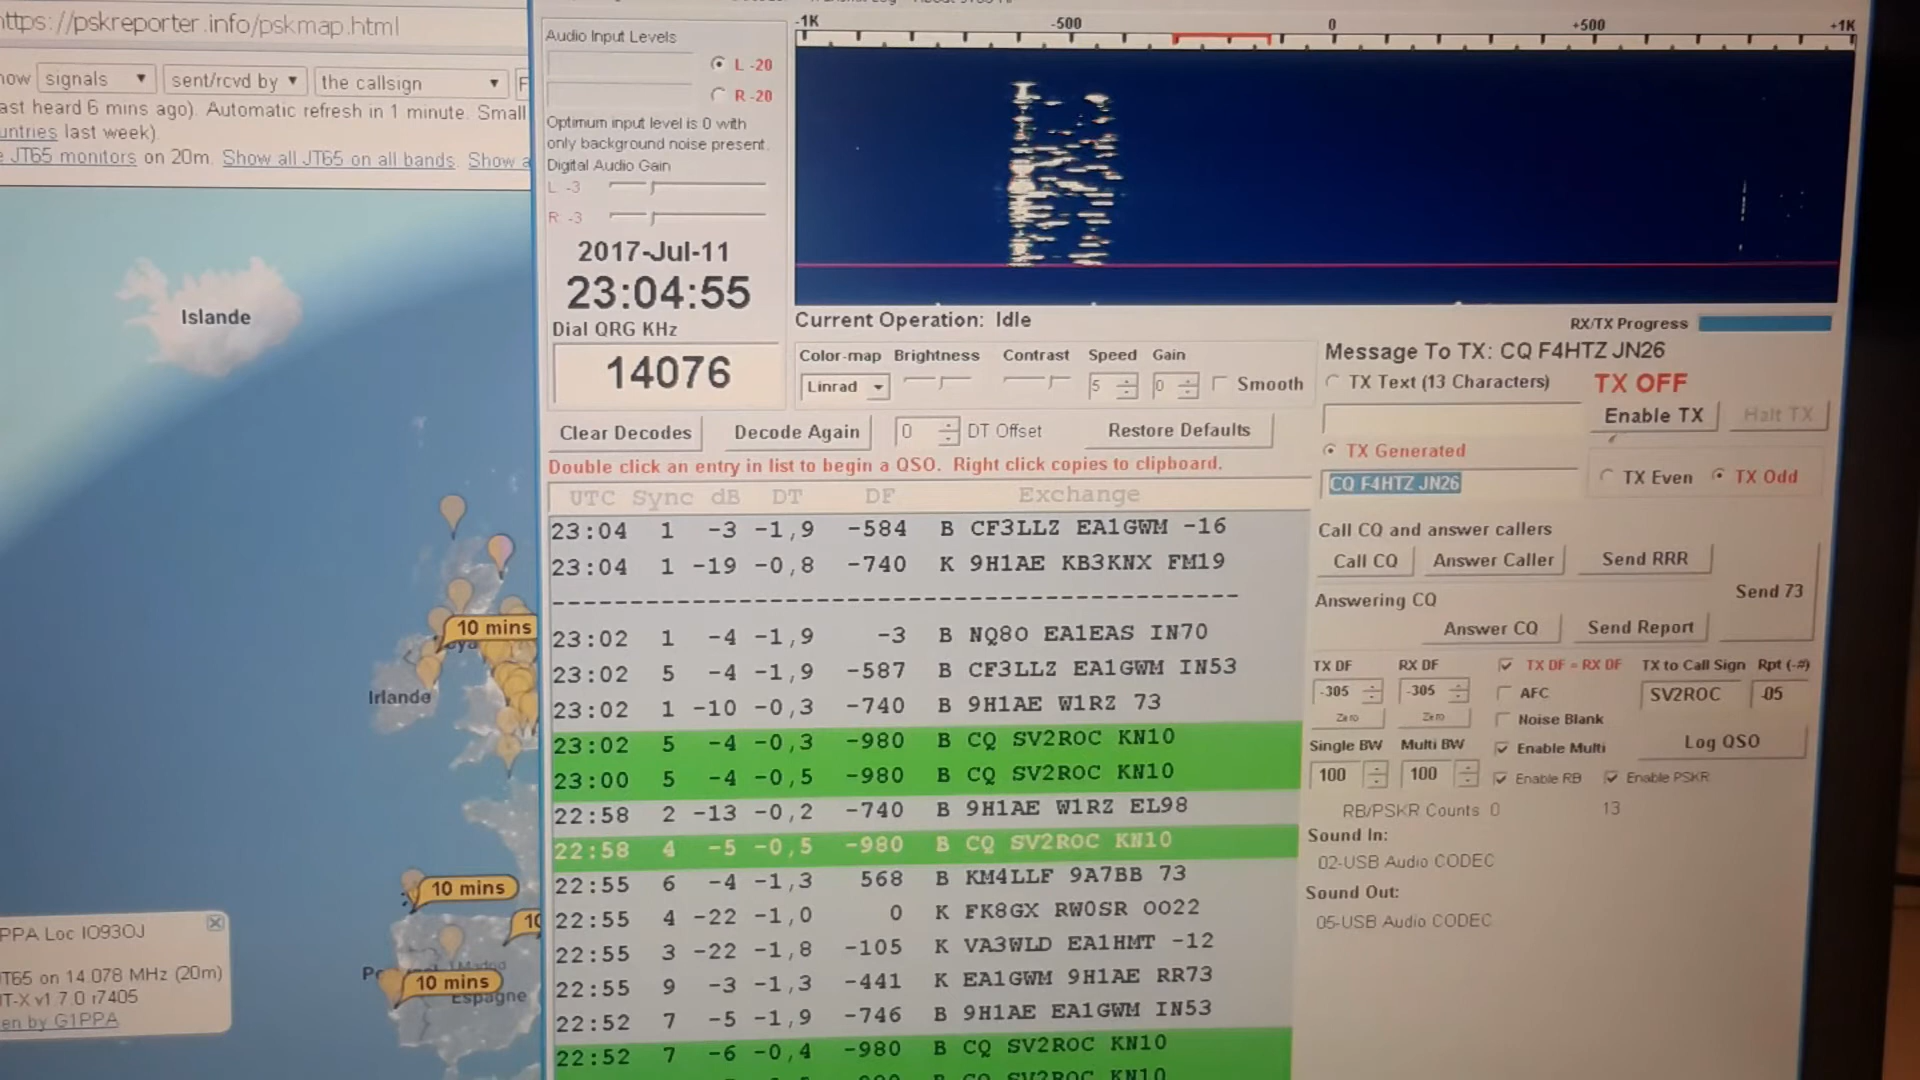 https://pskreporter.info/pskmap.html
signals
sent/rcvd by
the callsign
ast heard 6 mins ago). Automatic refresh in 1 minute. Small
untries last week).
JT65 monitors on 20m. Show all JT65 on all bands. Show a
Islande
10 mins
Irlande
10 mins
10
Madrid
10 mins
Espagne
PPA Loc IO93OJ
T65 on 14.078 MHz (20m)
T-X v1.7.0 r7405
en by G1PPA
Audio Input Levels
L -20
R -20
Optimum input level is 0 with
only background noise present.
Digital Audio Gain
L: -3
R: -3
2017-Jul-11
23:04:55
Dial QRG KHz
14076
-1K -500 0 +500 +1K
Current Operation: Idle
RX/TX Progress
Color-map Brightness Contrast Speed Gain
Linrad 5 0 Smooth
Clear Decodes Decode Again 0 DT Offset Restore Defaults
Double click an entry in list to begin a QSO. Right click copies to clipboard.
UTC Sync dB DT DF Exchange
23:04 1 -3 -1,9 -584 B CF3LLZ EA1GWM -16
23:04 1 -19 -0,8 -740 K 9H1AE KB3KNX FM19
23:02 1 -4 -1,9 -3 B NQ8O EA1EAS IN70
23:02 5 -4 -1,9 -587 B CF3LLZ EA1GWM IN53
23:02 1 -10 -0,3 -740 B 9H1AE W1RZ 73
23:02 5 -4 -0,3 -980 B CQ SV2ROC KN10
23:00 5 -4 -0,5 -980 B CQ SV2ROC KN10
22:58 2 -13 -0,2 -740 B 9H1AE W1RZ EL98
22:58 4 -5 -0,5 -980 B CQ SV2ROC KN10
22:55 6 -4 -1,3 568 B KM4LLF 9A7BB 73
22:55 4 -22 -1,0 0 K FK8GX RW0SR OO22
22:55 3 -22 -1,8 -105 K VA3WLD EA1HMT -12
22:55 9 -3 -1,3 -441 K EA1GWM 9H1AE RR73
22:52 7 -5 -1,9 -746 B 9H1AE EA1GWM IN53
22:52 7 -6 -0,4 -980 B CQ SV2ROC KN10
CQ SV2ROC KN10
Message To TX: CQ F4HTZ JN26
TX Text (13 Characters) TX OFF
Enable TX Halt TX
TX Generated
CQ F4HTZ JN26
TX Even TX Odd
Call CQ and answer callers
Call CQ Answer Caller Send RRR
Send 73
Answering CQ
Answer CQ Send Report
TX DF RX DF TX DF = RX DF TX to Call Sign Rpt (-#)
-305 -305 AFC SV2ROC -05
Zero Zero Noise Blank
Single BW Multi BW Enable Multi Log QSO
100 100 Enable RB Enable PSKR
RB/PSKR Counts 0 13
Sound In:
02-USB Audio CODEC
Sound Out:
05-USB Audio CODEC